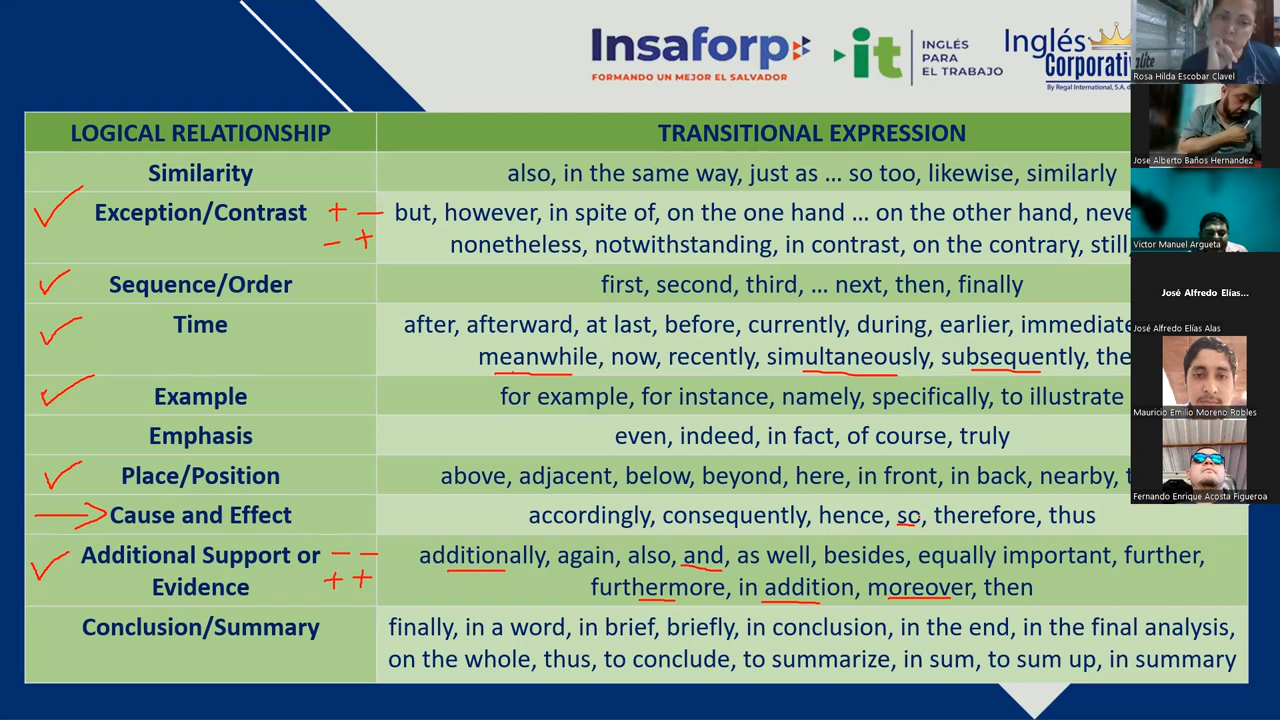 Insaforp
FORMANDO UN MEJOR EL SALVADOR
it
INGLÉS
PARA
EL TRABAJO
Inglés
By Regal International, S.A. d
LOGICAL RELATIONSHIP
TRANSITIONAL EXPRESSION
Similarity
also, in the same way, just as ... so too, likewise, similarly
Exception/Contrast + —
— +
but, however, in spite of, on the one hand ... on the other hand,
nonetheless, notwithstanding, in contrast, on the contrary, still,
Sequence/Order
first, second, third, ... next, then, finally
Time
after, afterward, at last, before, currently, during, earlier,
meanwhile, now, recently, simultaneously, subsequently,
Example
for example, for instance, namely, specifically, to illustrate
Emphasis
even, indeed, in fact, of course, truly
Place/Position
above, adjacent, below, beyond, here, in front, in back, nearby,
Cause and Effect
accordingly, consequently, hence, so, therefore, thus
Additional Support or — —
Evidence + +
additionally, again, also, and, as well, besides, equally important, further,
furthermore, in addition, moreover, then
Conclusion/Summary
finally, in a word, in brief, briefly, in conclusion, in the end, in the final analysis,
on the whole, thus, to conclude, to summarize, in sum, to sum up, in summary
Rosa Hilda Escobar Clavel
Jose Alberto Baños Hernandez
Victor Manuel Argueta
José Alfredo Elías...
José Alfredo Elías Alas
Mauricio Emilio Moreno Robles
Fernando Enrique Acosta Figueroa